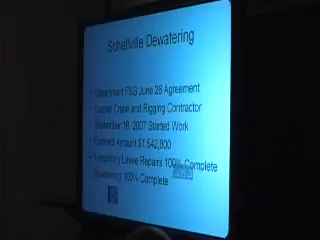 Schellville Dewatering
Department F&G June 28 Agreement
Crane and Rigging Contractor
September 18, 2007 Started Work
Contract Amount $1,542,800
Temporary Levee Repairs 100% Complete
Dewatering 100% Complete